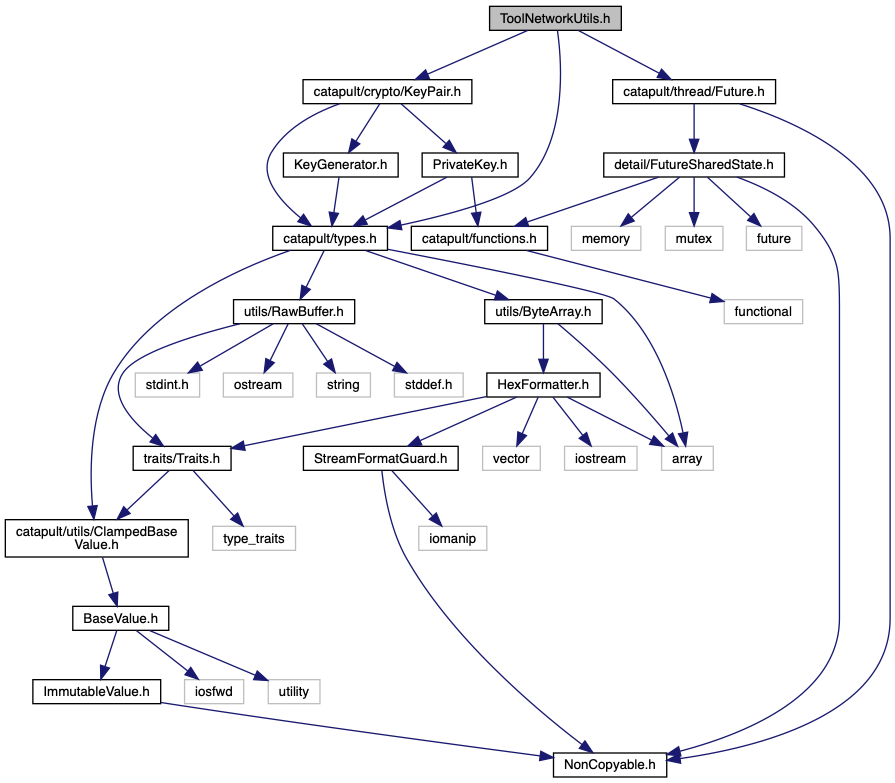 ToolNetworkUtils.h
catapult/crypto/KeyPair.h
catapult/thread/Future.h
KeyGenerator.h
PrivateKey.h
detail/FutureSharedState.h
catapult/types.h
catapult/functions.h
memory
mutex
future
utils/RawBuffer.h
utils/ByteArray.h
functional
stdint.h
ostream
string
stddef.h
HexFormatter.h
traits/Traits.h
StreamFormatGuard.h
vector
iostream
array
catapult/utils/ClampedBase
Value.h
type_traits
iomanip
BaseValue.h
ImmutableValue.h
iosfwd
utility
NonCopyable.h